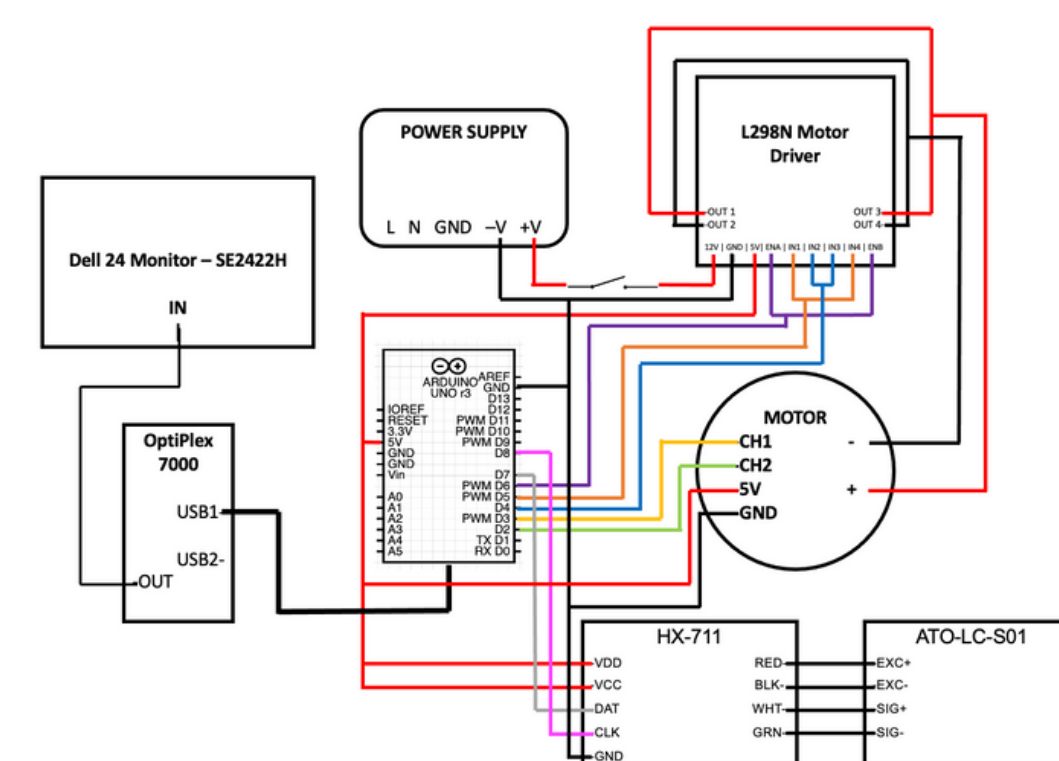 POWER SUPPLY
L N GND –V +V
L298N Motor
Driver
OUT 1
OUT 2
OUT 3
OUT 4
12V | GND | 5V | ENA | IN1 | IN2 | IN3 | IN4 | ENB
Dell 24 Monitor – SE2422H
IN
OptiPlex
7000
USB1
USB2-
-OUT
ARDUINO
UNO r3
IOREF
RESET
3.3V
5V
GND
GND
Vin
A0
A1
A2
A3
A4
A5
AREF
GND
D13
D12
PWM D11
PWM D10
PWM D9
D8
D7
PWM D6
PWM D5
D4
PWM D3
D2
TX D1
RX D0
MOTOR
CH1
CH2
5V
GND
-
+
HX-711
VDD
VCC
DAT
CLK
GND
RED
BLK-
WHT-
GRN-
ATO-LC-S01
EXC+
EXC-
SIG+
SIG-